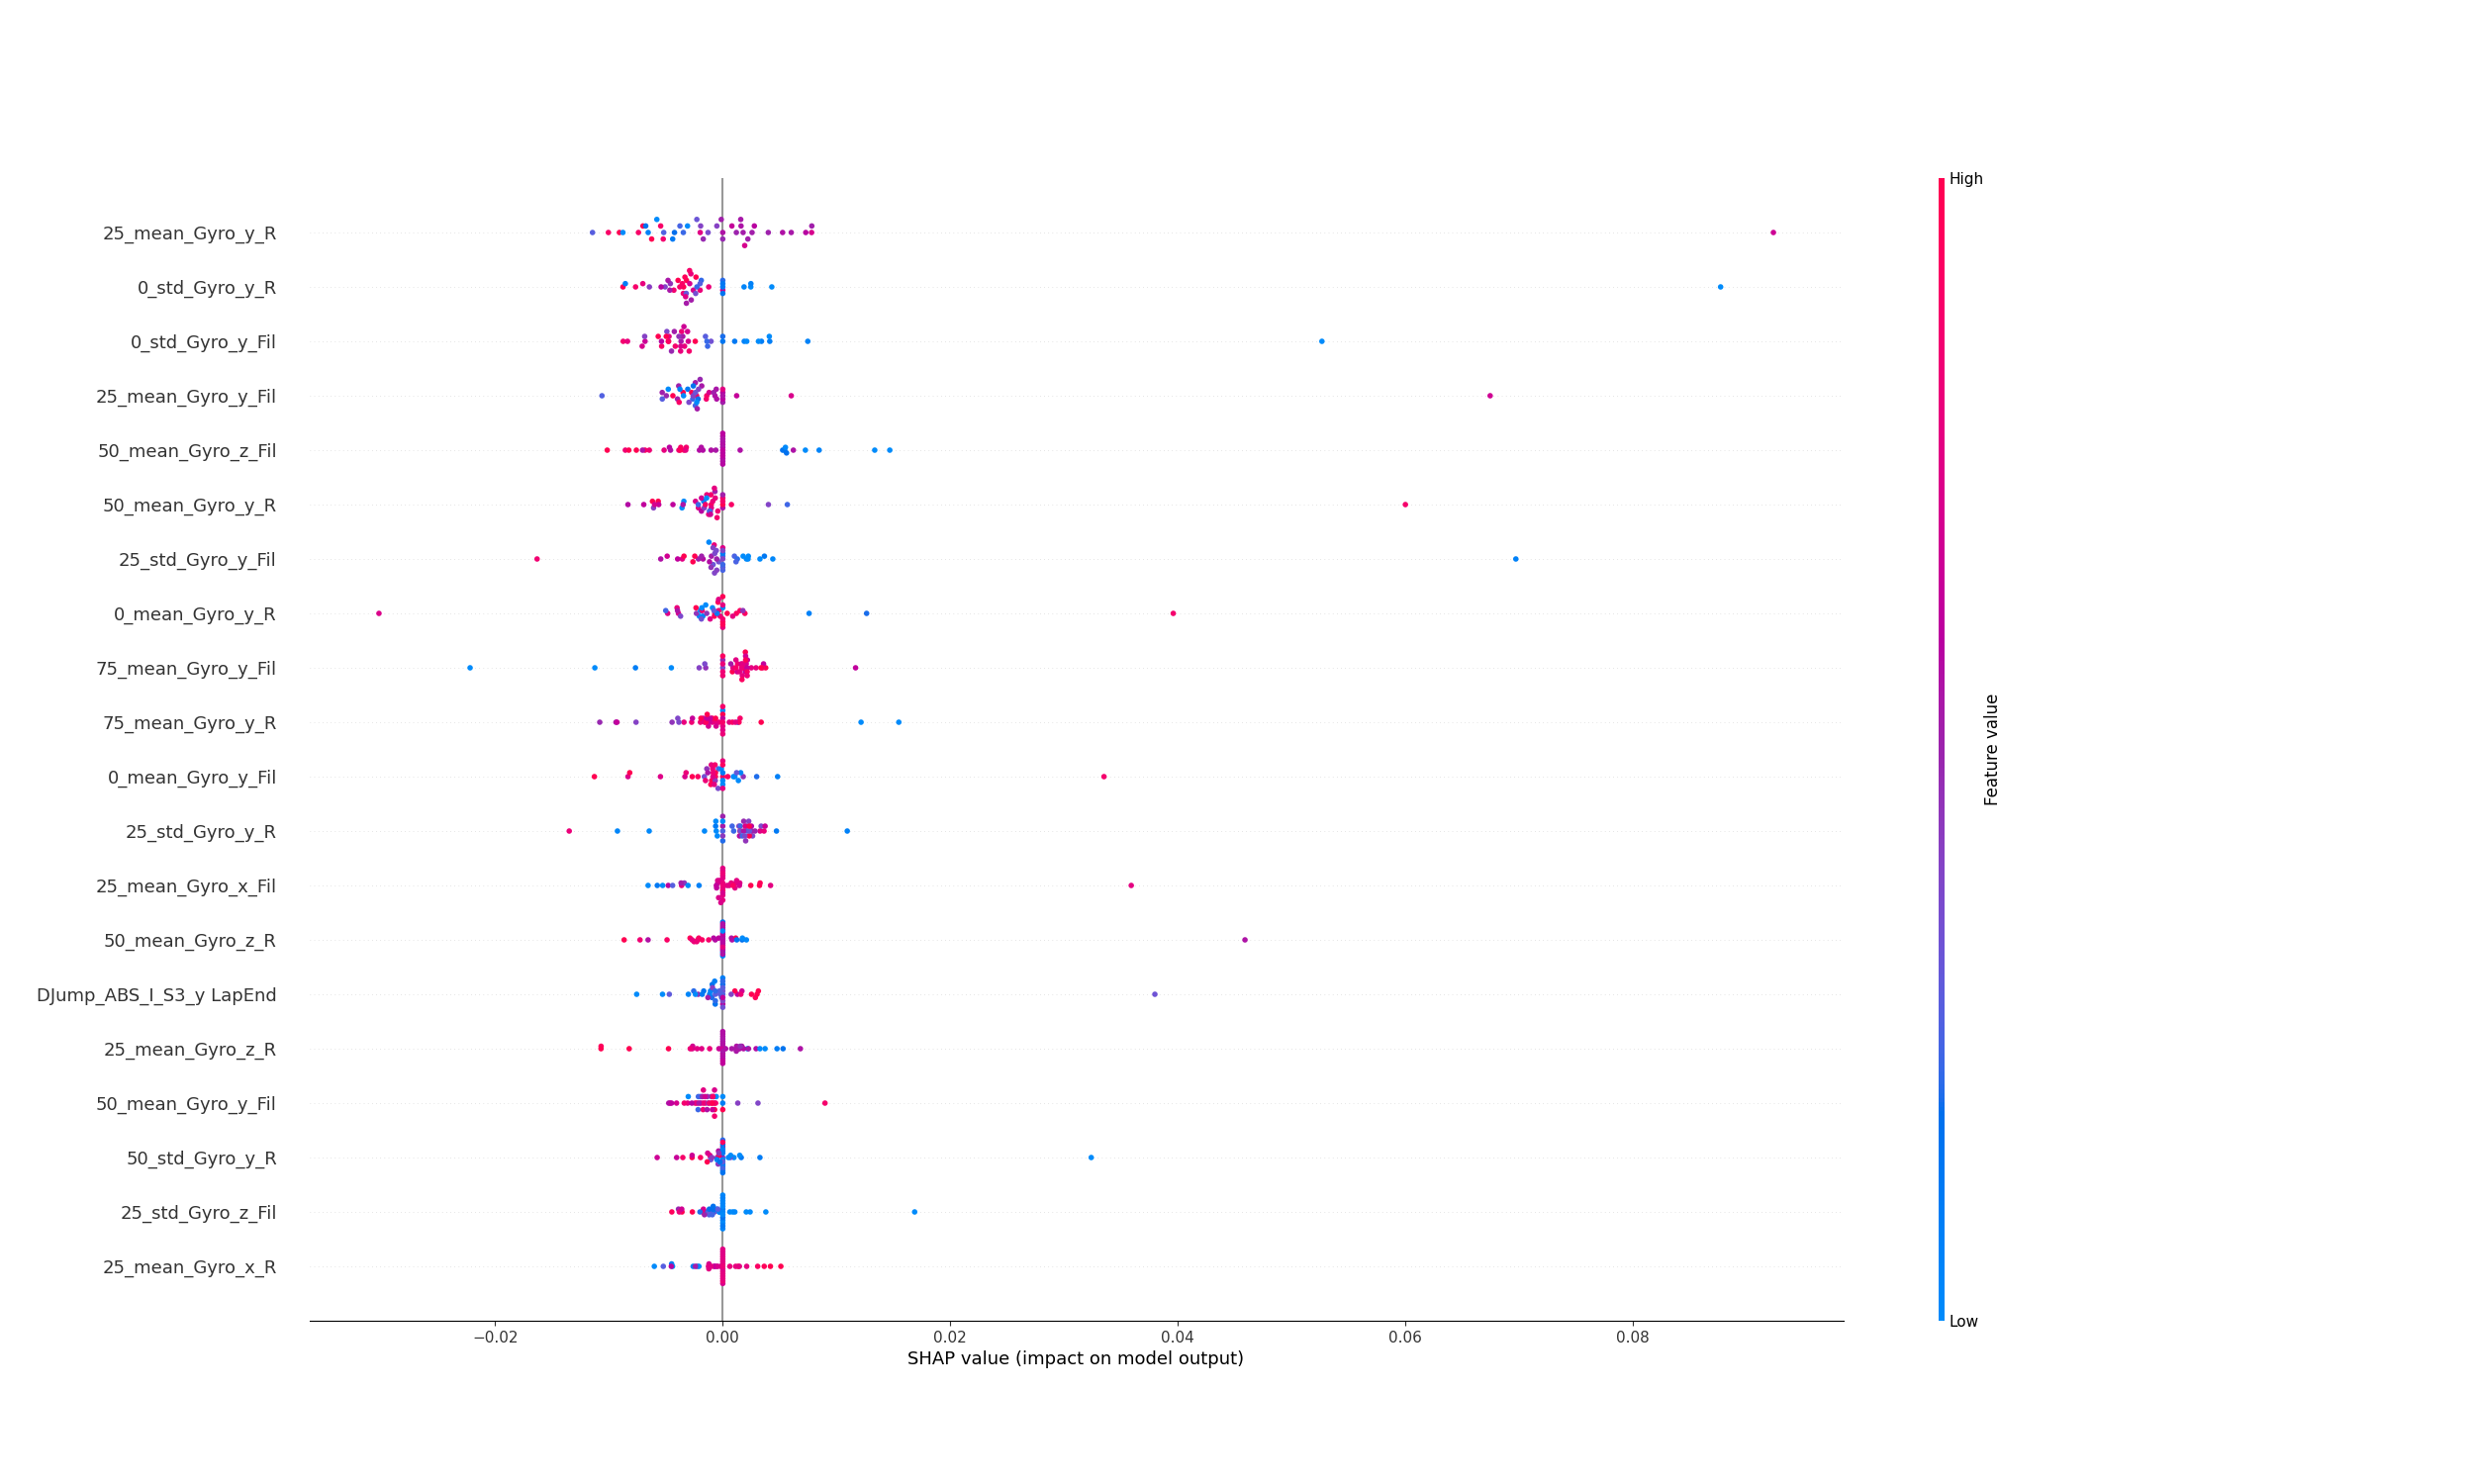 High
25_mean_Gyro_y_R
0_std_Gyro_y_R
0_std_Gyro_y_Fil
25_mean_Gyro_y_Fil
50_mean_Gyro_z_Fil
50_mean_Gyro_y_R
25_std_Gyro_y_Fil
0_mean_Gyro_y_R
75_mean_Gyro_y_Fil
75_mean_Gyro_y_R
0_mean_Gyro_y_Fil
25_std_Gyro_y_R
25_mean_Gyro_x_Fil
50_mean_Gyro_z_R
DJump_ABS_I_S3_y LapEnd
25_mean_Gyro_z_R
50_mean_Gyro_y_Fil
50_std_Gyro_y_R
25_std_Gyro_z_Fil
25_mean_Gyro_x_R
Feature value
Low
−0.02 0.00 0.02 0.04 0.06 0.08
SHAP value (impact on model output)